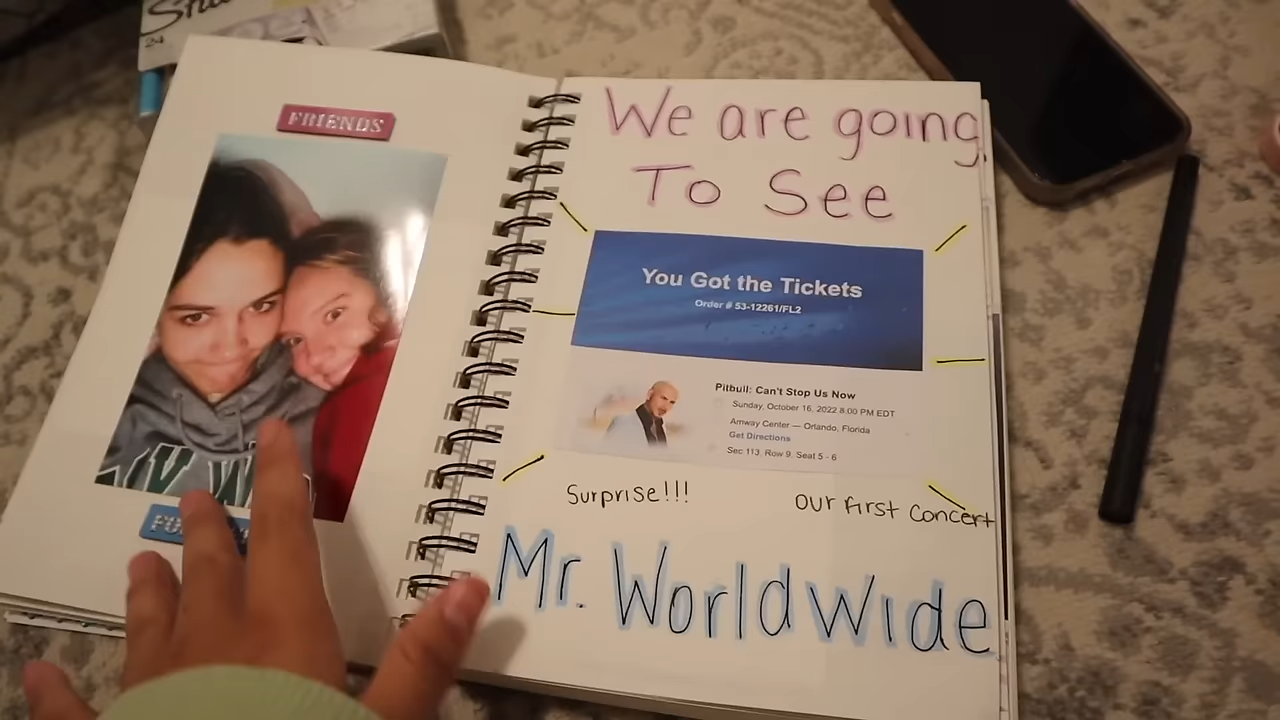 24
FRIENDS
We are going
To See
You Got the Tickets
Order # 53-12261/FL2
Pitbull: Can't Stop Us Now
Sunday, October 16, 2022 8:00 PM EDT
Amway Center — Orlando, Florida
Get Directions
Sec 113, Row 9, Seat 5 - 6
Surprise!!!
our first concert
Mr. Worldwide